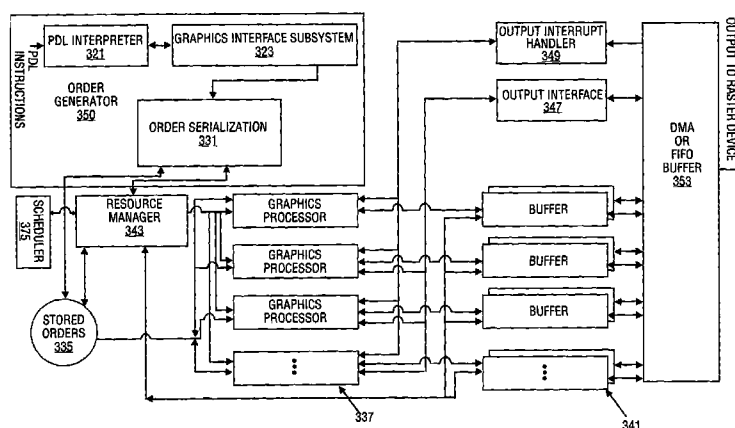 PDL
INSTRUCTIONS
PDL INTERPRETER
321
GRAPHICS INTERFACE SUBSYSTEM
323
ORDER
GENERATOR
350
ORDER SERIALIZATION
331
SCHEDULER
375
RESOURCE
MANAGER
343
STORED
ORDERS
335
GRAPHICS
PROCESSOR
GRAPHICS
PROCESSOR
GRAPHICS
PROCESSOR
337
OUTPUT INTERRUPT
HANDLER
349
OUTPUT INTERFACE
347
BUFFER
BUFFER
BUFFER
341
DMA
OR
FIFO
BUFFER
353
OUTPUT TO RASTER DEVICE